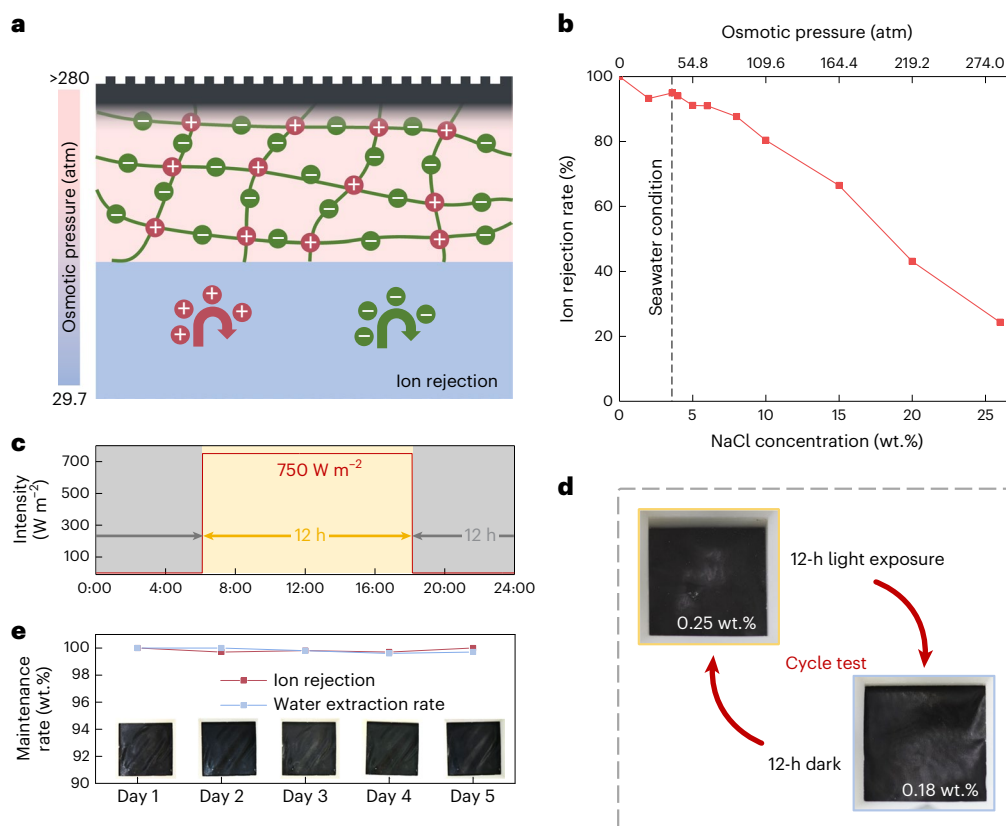 a
>280
Osmotic pressure (atm)
29.7
+ + + +
− − − −
+ + + +
− − − −
Ion rejection
b
Osmotic pressure (atm)
0 54.8 109.6 164.4 219.2 274.0
100
80
60
40
20
0
Ion rejection rate (%)
Seawater condition
0 5 10 15 20 25
NaCl concentration (wt.%)
c
Intensity
(W m−2)
700
500
300
100
750 W m−2
12 h
12 h
0:00 4:00 8:00 12:00 16:00 20:00 24:00
d
0.25 wt.%
12-h light exposure
Cycle test
12-h dark
0.18 wt.%
e
Maintenance
rate (wt.%)
100
98
96
94
92
90
Ion rejection
Water extraction rate
Day 1 Day 2 Day 3 Day 4 Day 5